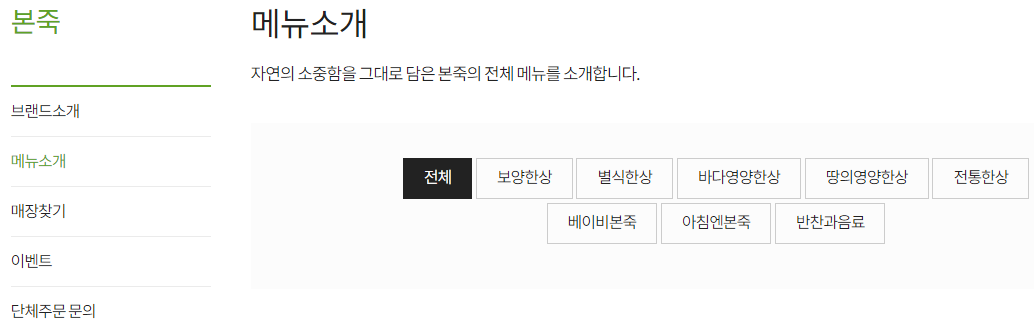 본죽
브랜드소개
메뉴소개
매장찾기
이벤트
단체주문 문의
메뉴소개
자연의 소중함을 그대로 담은 본죽의 전체 메뉴를 소개합니다.
전체 보양한상 별식한상 바다영양한상 땅의영양한상 전통한상
베이비본죽 아침엔본죽 반찬과음료